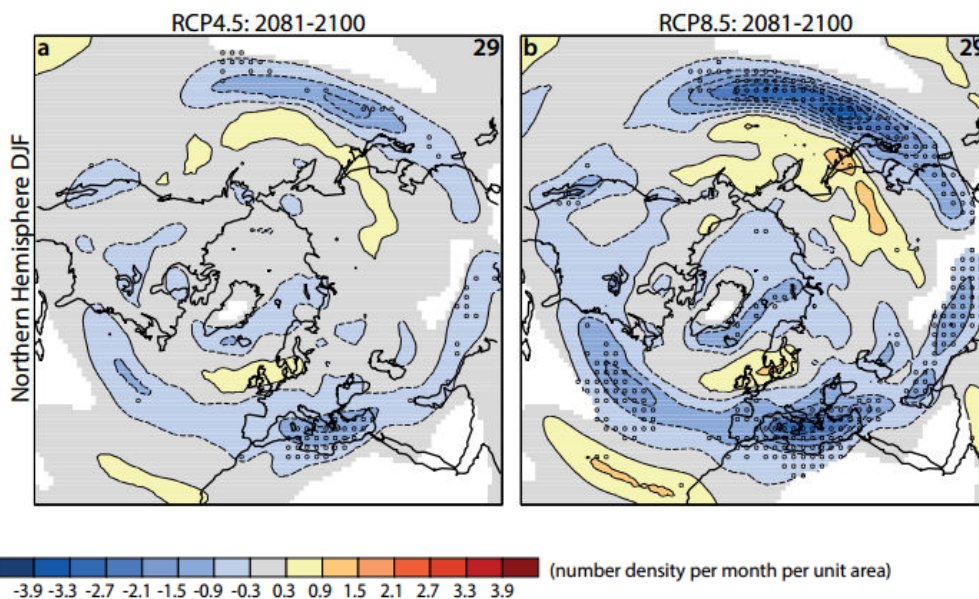 RCP4.5: 2081-2100
RCP8.5: 2081-2100
a
29
b
29
Northern Hemisphere DJF
-3.9 -3.3 -2.7 -2.1 -1.5 -0.9 -0.3 0.3 0.9 1.5 2.1 2.7 3.3 3.9
(number density per month per unit area)